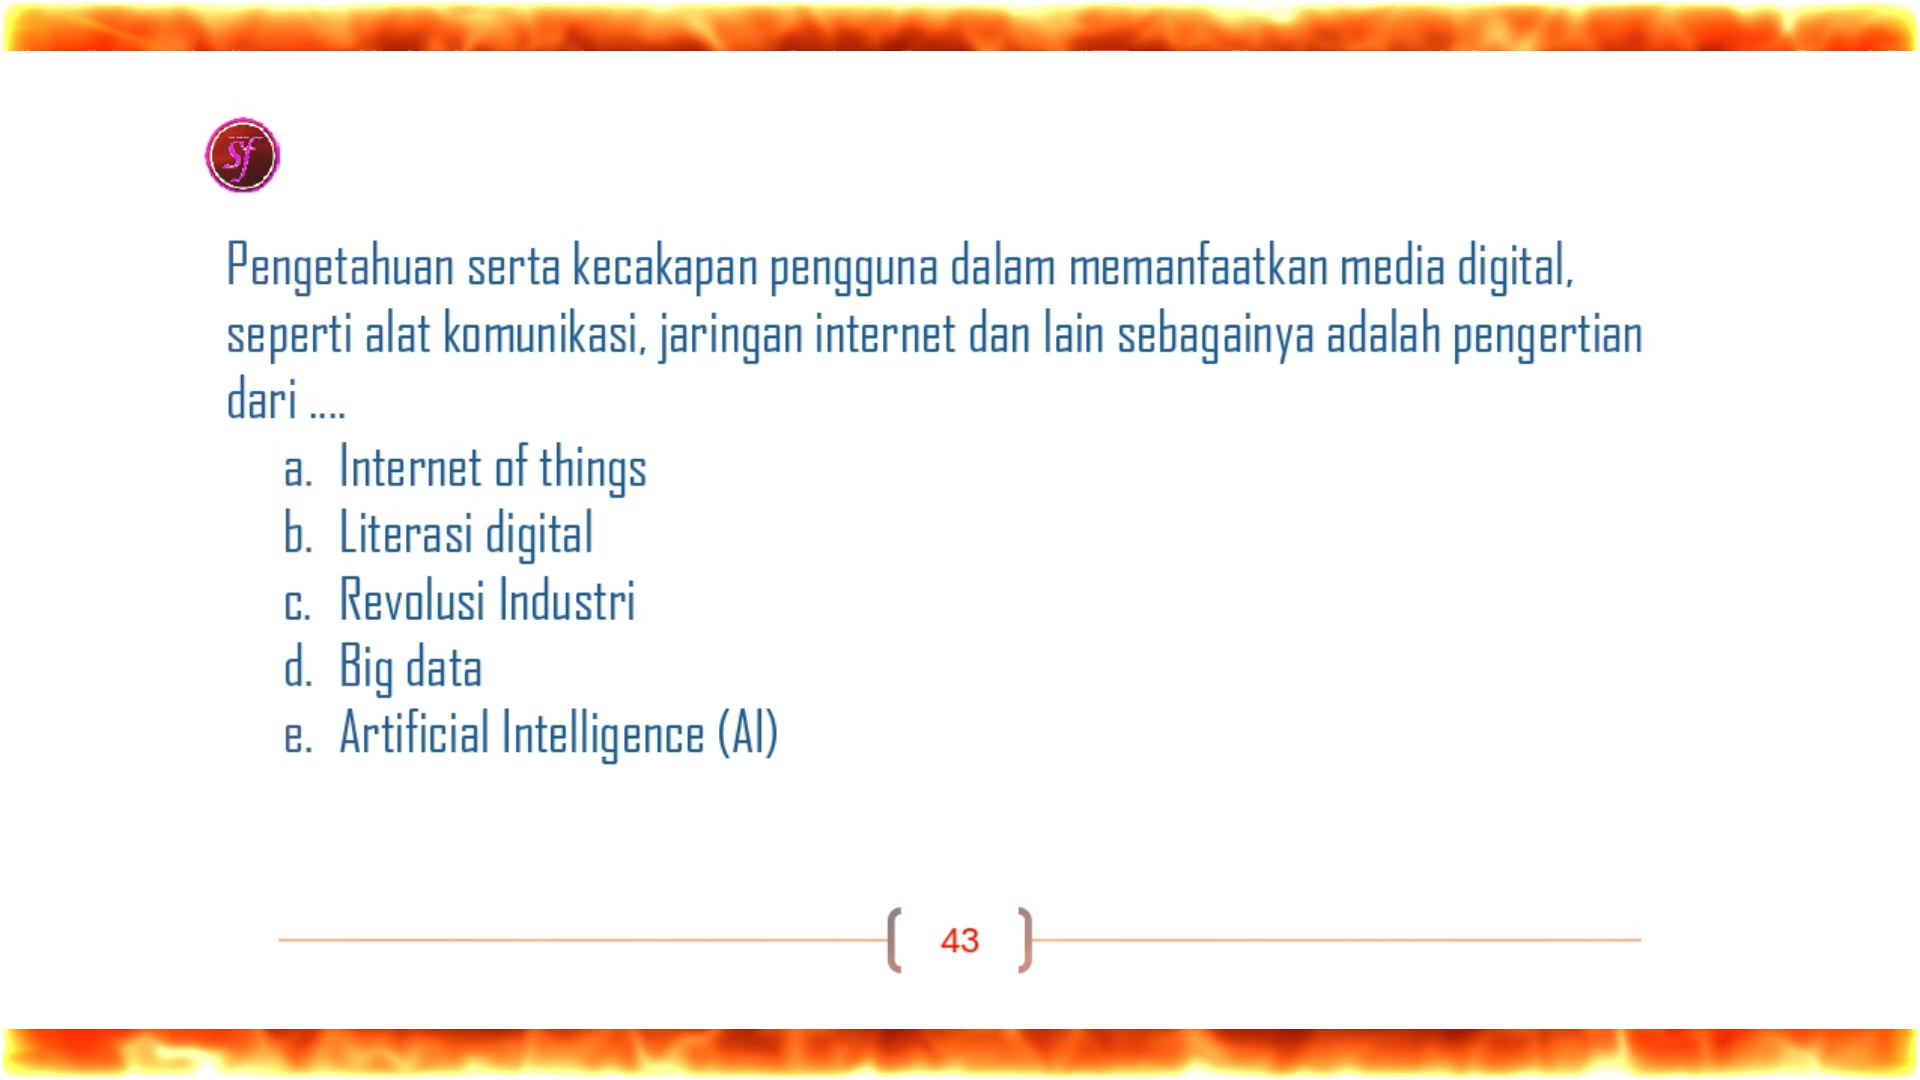 Sf
Pengetahuan serta kecakapan pengguna dalam memanfaatkan media digital,
seperti alat komunikasi, jaringan internet dan lain sebagainya adalah pengertian
dari ....
a. Internet of things
b. Literasi digital
c. Revolusi Industri
d. Big data
e. Artificial Intelligence (AI)
43